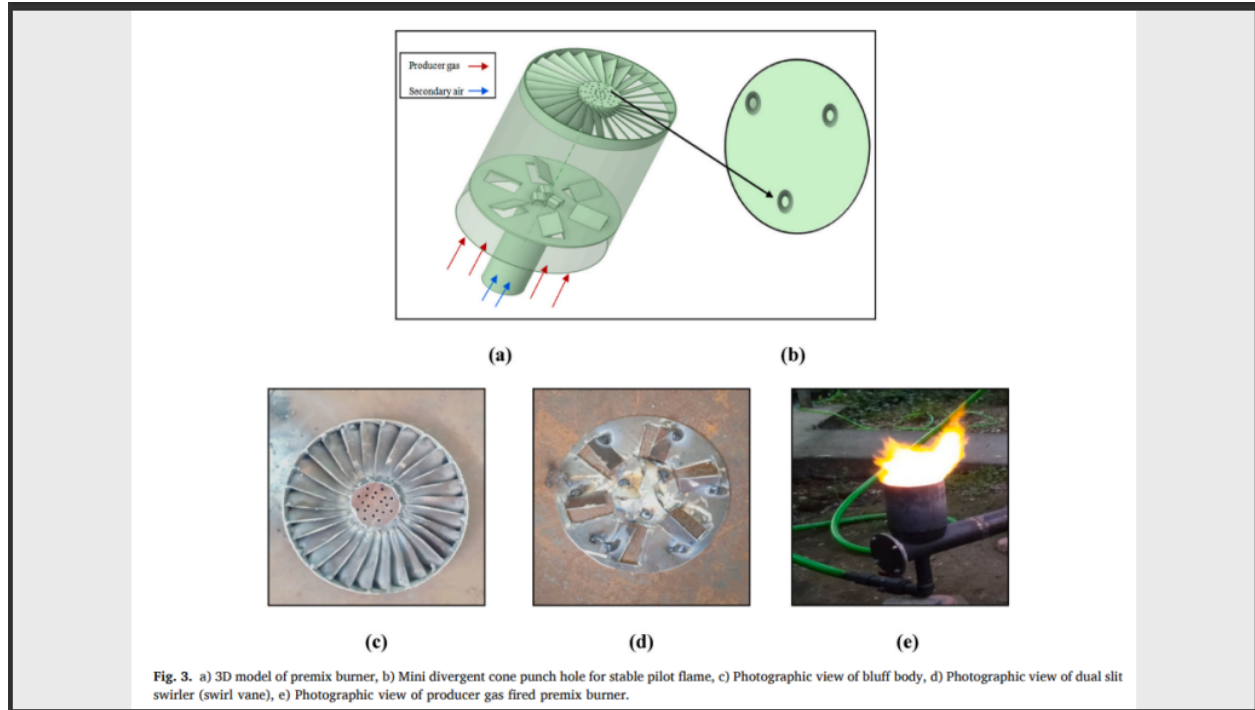 Producer gas
Secondary air
(a)
(b)
(c)
(d)
(e)
Fig. 3. a) 3D model of premix burner, b) Mini divergent cone punch hole for stable pilot flame, c) Photographic view of bluff body, d) Photographic view of dual slit
swirler (swirl vane), e) Photographic view of producer gas fired premix burner.